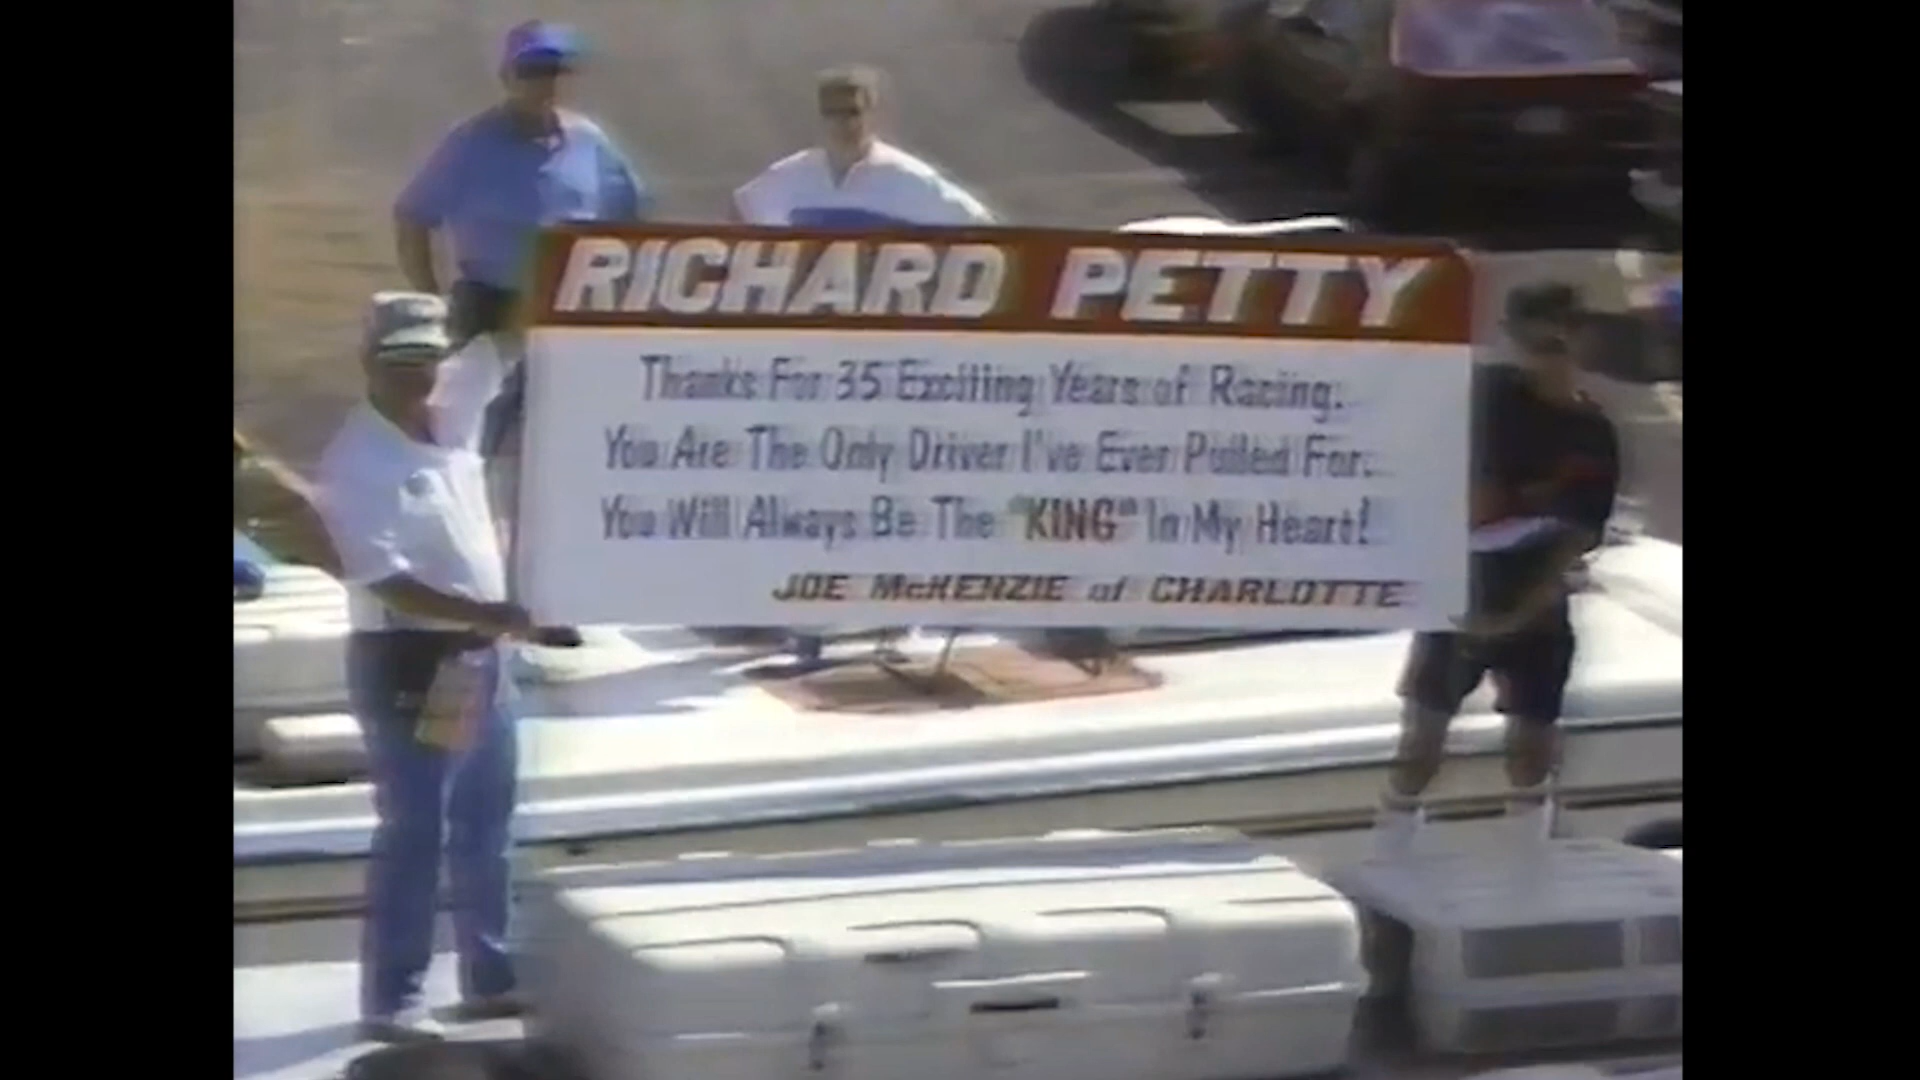 RICHARD PETTY
Thanks For 35 Exciting Years of Racing.
You Are The Only Driver I've Ever Pulled For.
You Will Always Be The "KING" In My Heart!
JOE McKENZIE of CHARLOTTE